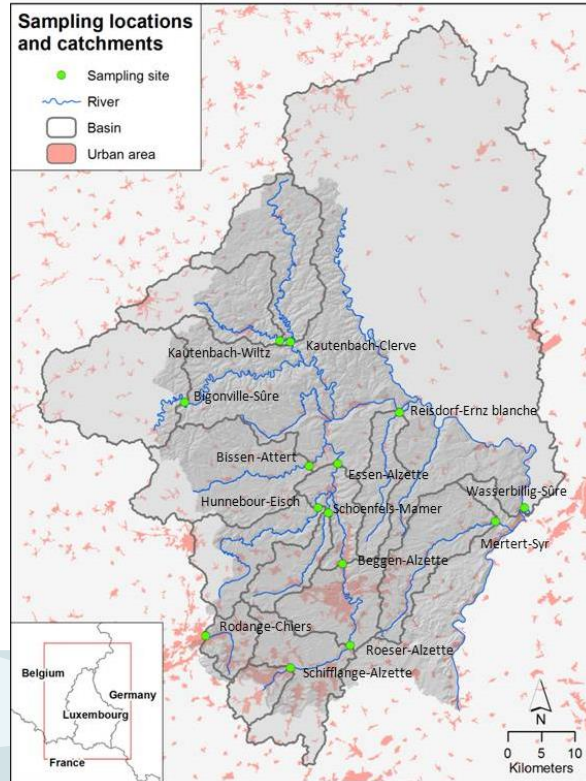 Sampling locations
and catchments
Sampling site
River
Basin
Urban area
Kautenbach-Wiltz
Kautenbach-Clerve
Bigonville-Sûre
Reisdorf-Ernz blanche
Bissen-Attert
Essen-Alzette
Wasserbillig-Sûre
Hunnebour-Eisch
Schoenfels-Mamer
Mertert-Syr
Beggen-Alzette
Rodange-Chiers
Roeser-Alzette
Schifflange-Alzette
Belgium
Germany
Luxembourg
France
N
0 5 10
Kilometers